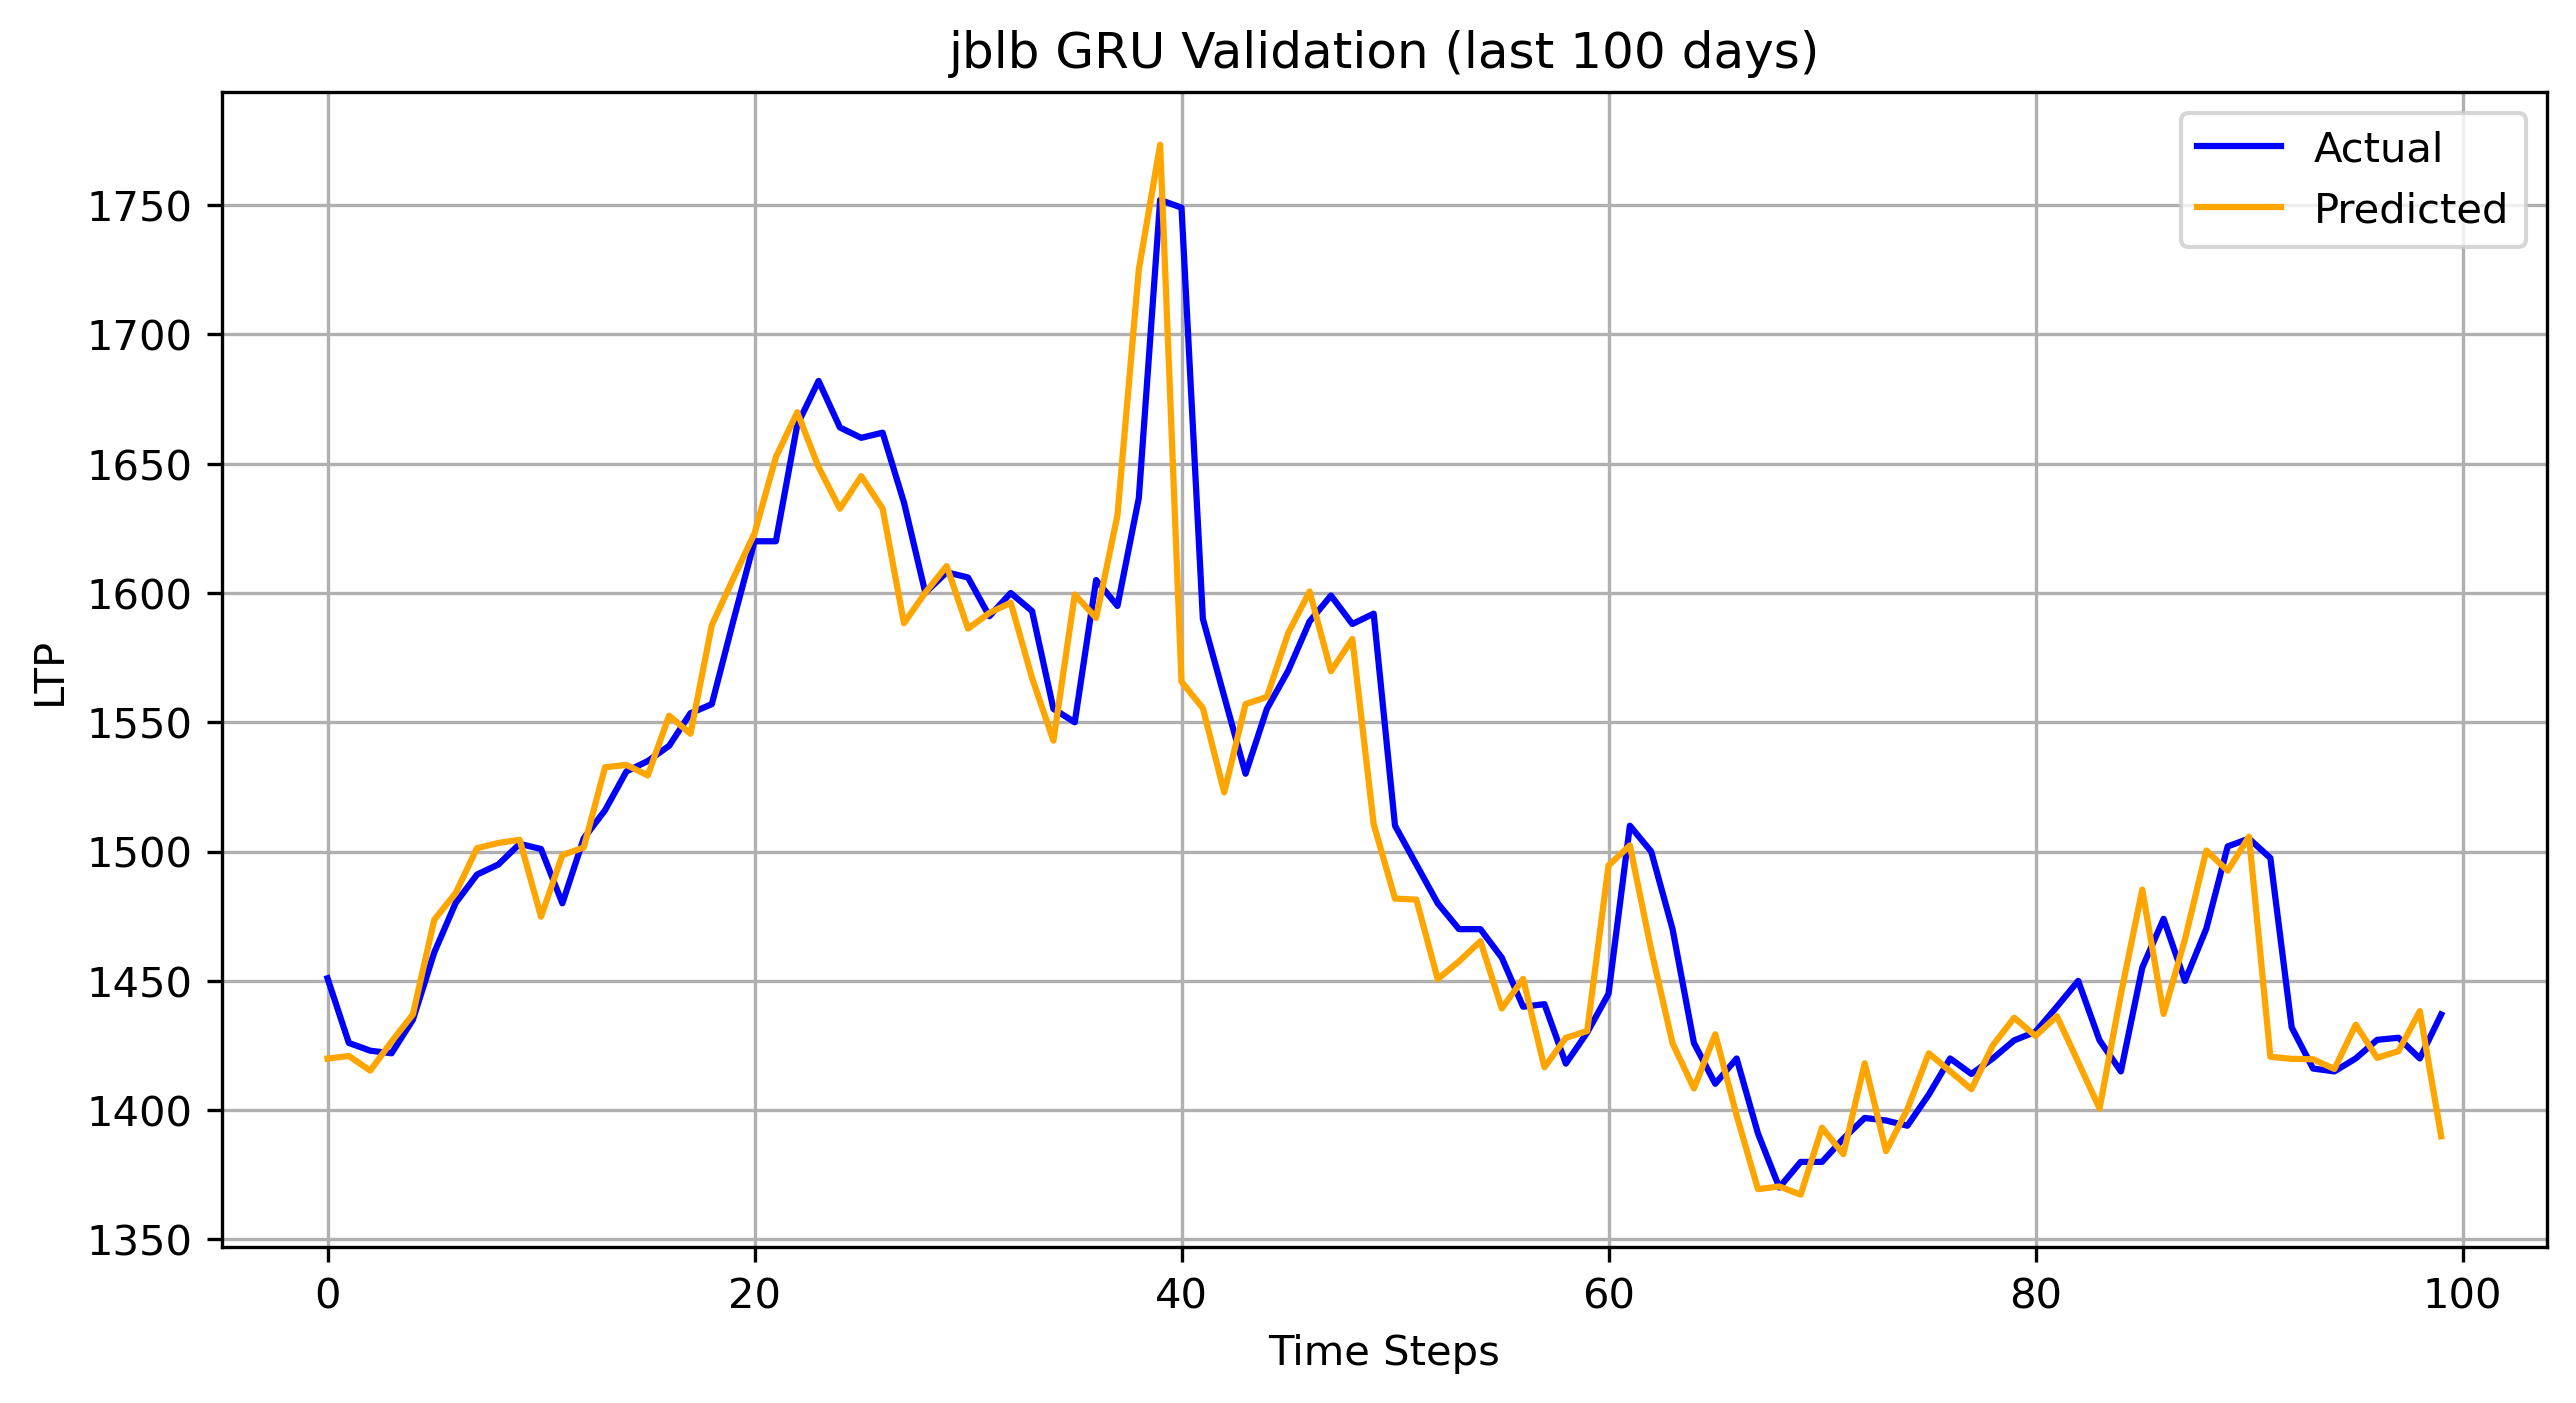 jblb GRU Validation (last 100 days)
Actual
Predicted
1750
1700
1650
1600
1550
1500
1450
1400
1350
LTP
0 20 40 60 80 100
Time Steps